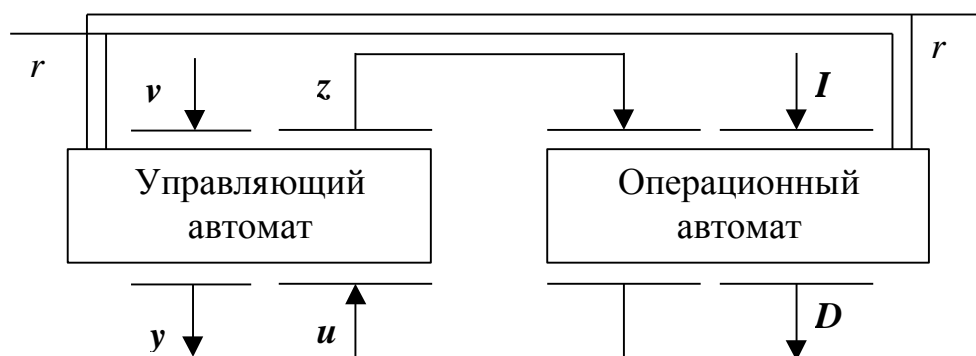 r
r
v
z
I
Управляющий
автомат
Операционный
автомат
y
u
D